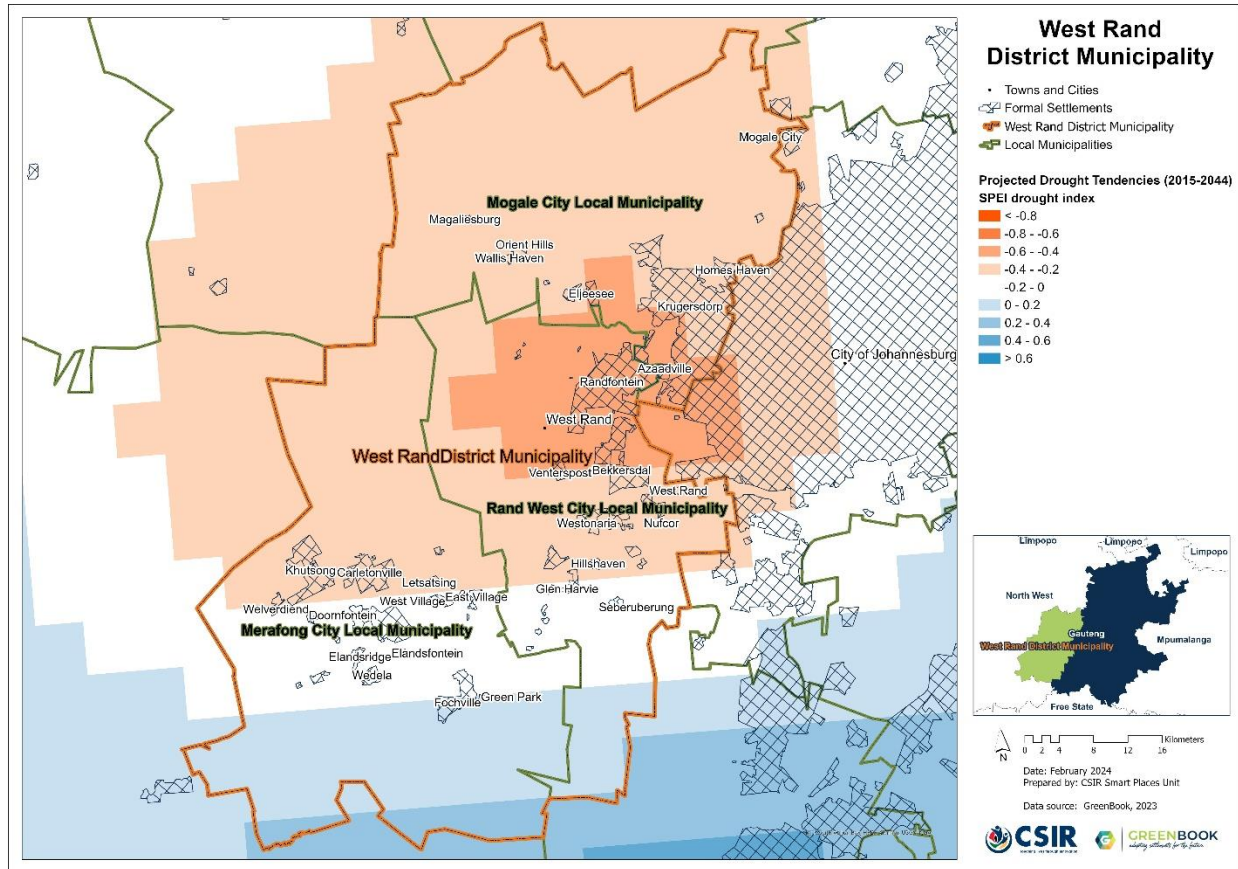 West Rand
District Municipality
Towns and Cities
Formal Settlements
West Rand District Municipality
Local Municipalities
Projected Drought Tendencies (2015-2044)
SPEI drought index
< -0.8
-0.8 - -0.6
-0.6 - -0.4
-0.4 - -0.2
-0.2 - 0
0 - 0.2
0.2 - 0.4
0.4 - 0.6
> 0.6
Mogale City
Mogale City Local Municipality
Magaliesburg
Orient Hills
Wallis Haven
Homes Haven
Eljeesee
Krugersdorp
City of Johannesburg
Azaadville
Randfontein
West Rand
West RandDistrict Municipality
Venterspost
Bekkersdal
West Rand
Rand West City Local Municipality
Westonaria
Nufcor
Hillshaven
Khutsong
Carletonville
Letsatsing
Glen Harvie
West Village
East Village
Seberuberung
Welverdiend
Doornfontein
Merafong City Local Municipality
Elandsridge
Elandsfontein
Wedela
Green Park
Fochville
Limpopo
Limpopo
Limpopo
North West
Gauteng
Mpumalanga
West Rand District Municipality
Free State
N
Kilometers
0 2 4 8 12 16
Date: February 2024
Prepared by: CSIR Smart Places Unit
Data source: GreenBook, 2023
CSIR
GREENBOOK
adapting settlements for the future